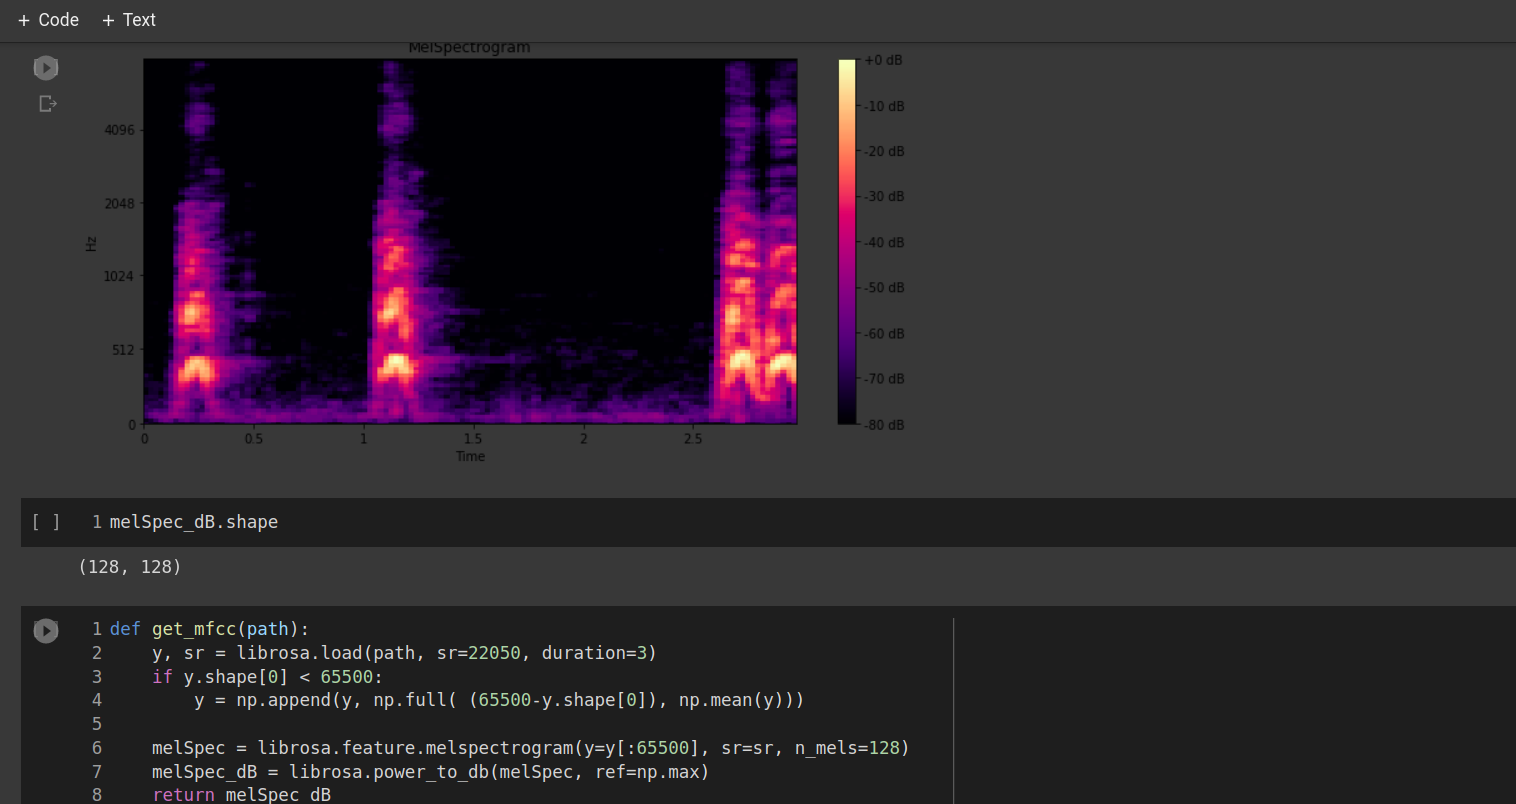 + Code + Text
MelSpectrogram
+0 dB
-10 dB
-20 dB
-30 dB
-40 dB
-50 dB
-60 dB
-70 dB
-80 dB
4096
2048
1024
512
0
Hz
0 0.5 1 1.5 2 2.5
Time
[ ] 1 melSpec_dB.shape
(128, 128)
1 def get_mfcc(path):
2     y, sr = librosa.load(path, sr=22050, duration=3)
3     if y.shape[0] < 65500:
4         y = np.append(y, np.full( (65500-y.shape[0]), np.mean(y)))
5
6     melSpec = librosa.feature.melspectrogram(y=y[:65500], sr=sr, n_mels=128)
7     melSpec_dB = librosa.power_to_db(melSpec, ref=np.max)
8     return melSpec_dB